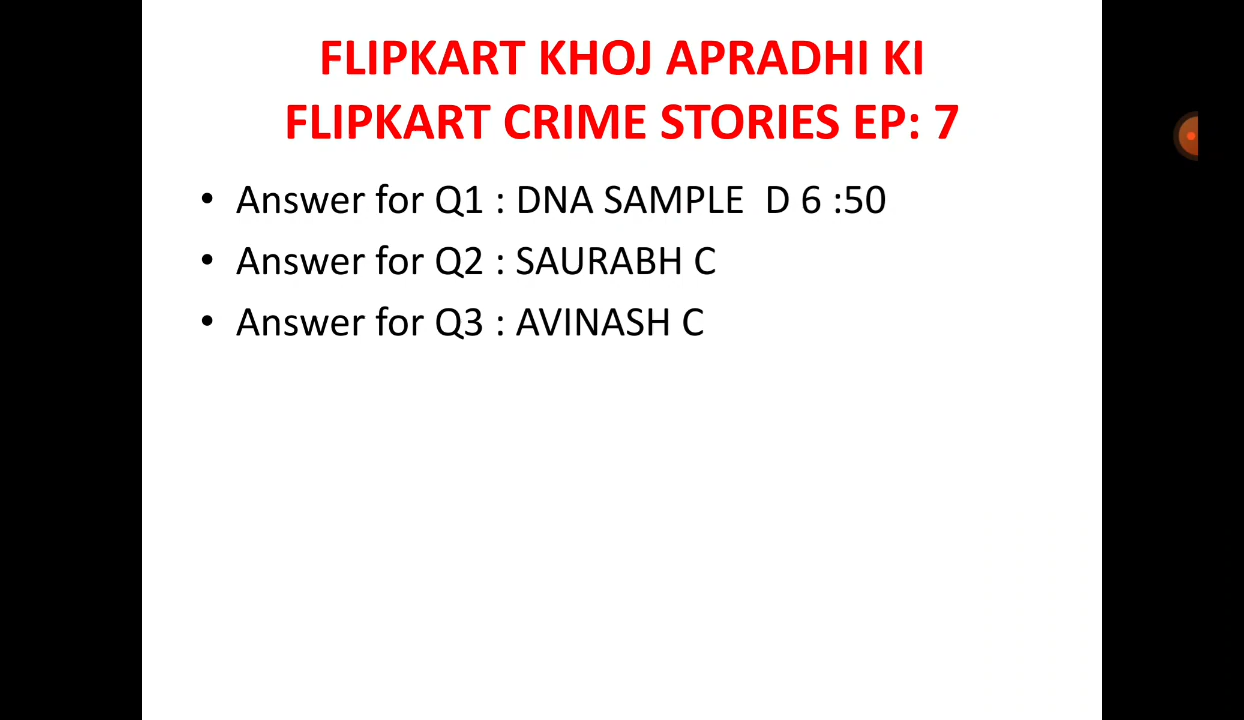 FLIPKART KHOJ APRADHI KI
FLIPKART CRIME STORIES EP: 7
• Answer for Q1 : DNA SAMPLE  D 6 :50
• Answer for Q2 : SAURABH C
• Answer for Q3 : AVINASH C